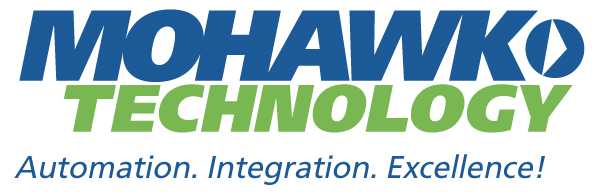 MOHAWK
TECHNOLOGY
Automation. Integration. Excellence!